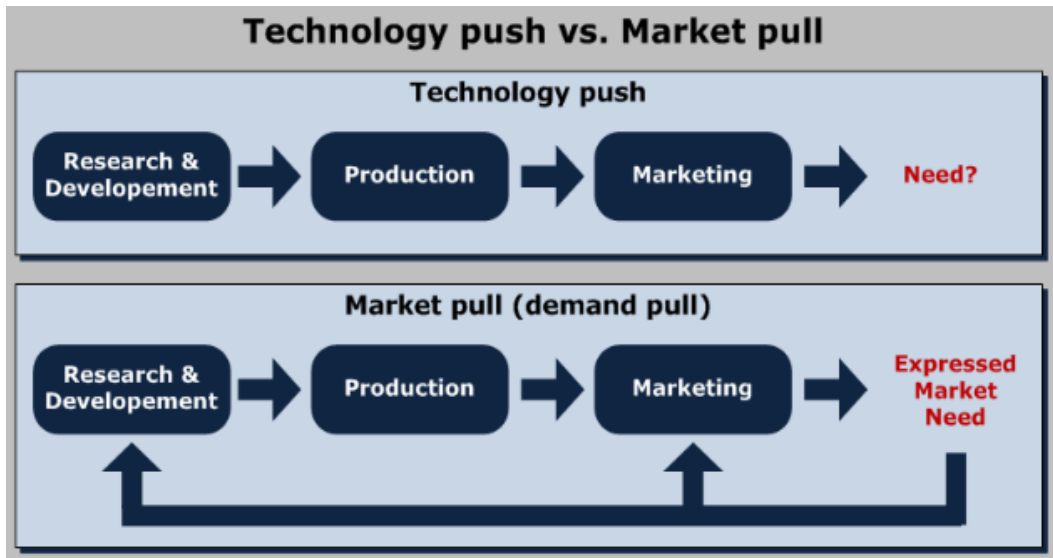 Technology push vs. Market pull
Technology push
Research &
Developement
Production
Marketing
Need?
Market pull (demand pull)
Research &
Developement
Production
Marketing
Expressed
Market
Need